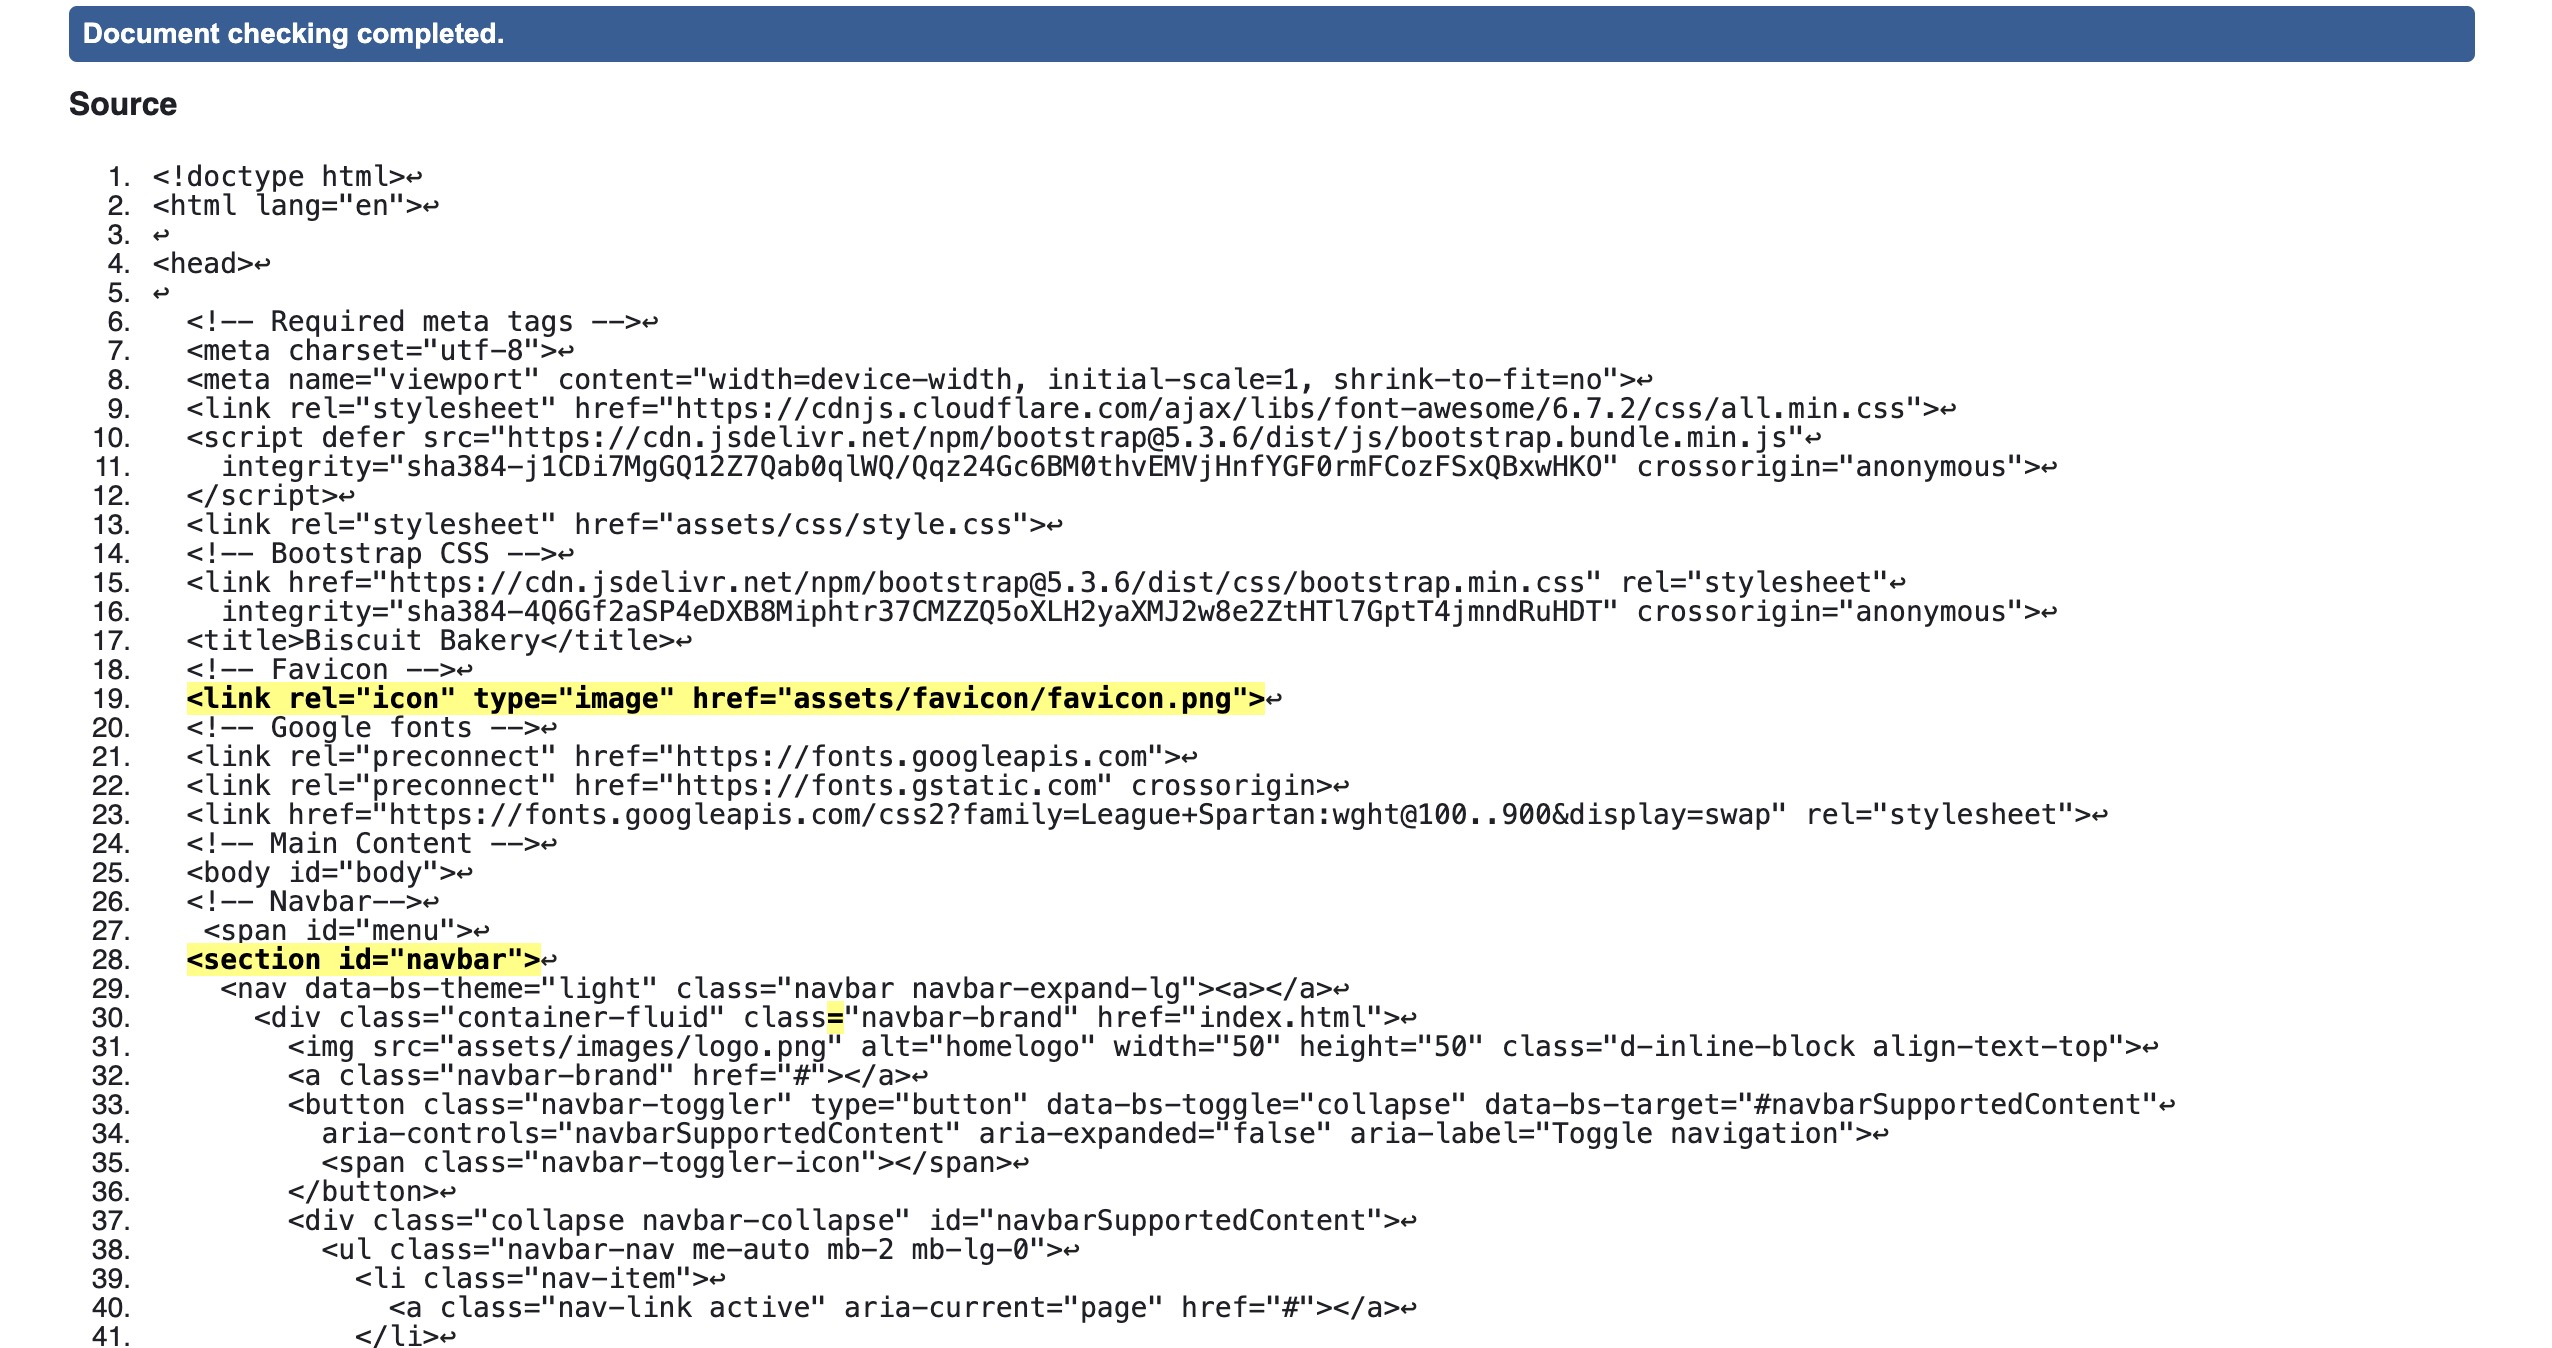 Document checking completed.
Source
1. <!doctype html>↩
2. <html lang="en">↩
3. ↩
4. <head>↩
5. ↩
6.   <!-- Required meta tags -->↩
7.   <meta charset="utf-8">↩
8.   <meta name="viewport" content="width=device-width, initial-scale=1, shrink-to-fit=no">↩
9.   <link rel="stylesheet" href="https://cdnjs.cloudflare.com/ajax/libs/font-awesome/6.7.2/css/all.min.css">↩
10.   <script defer src="https://cdn.jsdelivr.net/npm/bootstrap@5.3.6/dist/js/bootstrap.bundle.min.js"↩
11.     integrity="sha384-j1CDi7MgGQ12Z7Qab0qlWQ/Qqz24Gc6BM0thvEMVjHnfYGF0rmFCozFSxQBxwHKO" crossorigin="anonymous">↩
12.   </script>↩
13.   <link rel="stylesheet" href="assets/css/style.css">↩
14.   <!-- Bootstrap CSS -->↩
15.   <link href="https://cdn.jsdelivr.net/npm/bootstrap@5.3.6/dist/css/bootstrap.min.css" rel="stylesheet"↩
16.     integrity="sha384-4Q6Gf2aSP4eDXB8Miphtr37CMZZQ5oXLH2yaXMJ2w8e2ZtHTl7GptT4jmndRuHDT" crossorigin="anonymous">↩
17.   <title>Biscuit Bakery</title>↩
18.   <!-- Favicon -->↩
19.   <link rel="icon" type="image" href="assets/favicon/favicon.png">↩
20.   <!-- Google fonts -->↩
21.   <link rel="preconnect" href="https://fonts.googleapis.com">↩
22.   <link rel="preconnect" href="https://fonts.gstatic.com" crossorigin>↩
23.   <link href="https://fonts.googleapis.com/css2?family=League+Spartan:wght@100..900&display=swap" rel="stylesheet">↩
24.   <!-- Main Content -->↩
25.   <body id="body">↩
26.   <!-- Navbar-->↩
27.    <span id="menu">↩
28.   <section id="navbar">↩
29.     <nav data-bs-theme="light" class="navbar navbar-expand-lg"><a></a>↩
30.       <div class="container-fluid" class="navbar-brand" href="index.html">↩
31.         <img src="assets/images/logo.png" alt="homelogo" width="50" height="50" class="d-inline-block align-text-top">↩
32.         <a class="navbar-brand" href="#"></a>↩
33.         <button class="navbar-toggler" type="button" data-bs-toggle="collapse" data-bs-target="#navbarSupportedContent"↩
34.           aria-controls="navbarSupportedContent" aria-expanded="false" aria-label="Toggle navigation">↩
35.           <span class="navbar-toggler-icon"></span>↩
36.         </button>↩
37.         <div class="collapse navbar-collapse" id="navbarSupportedContent">↩
38.           <ul class="navbar-nav me-auto mb-2 mb-lg-0">↩
39.             <li class="nav-item">↩
40.               <a class="nav-link active" aria-current="page" href="#"></a>↩
41.             </li>↩